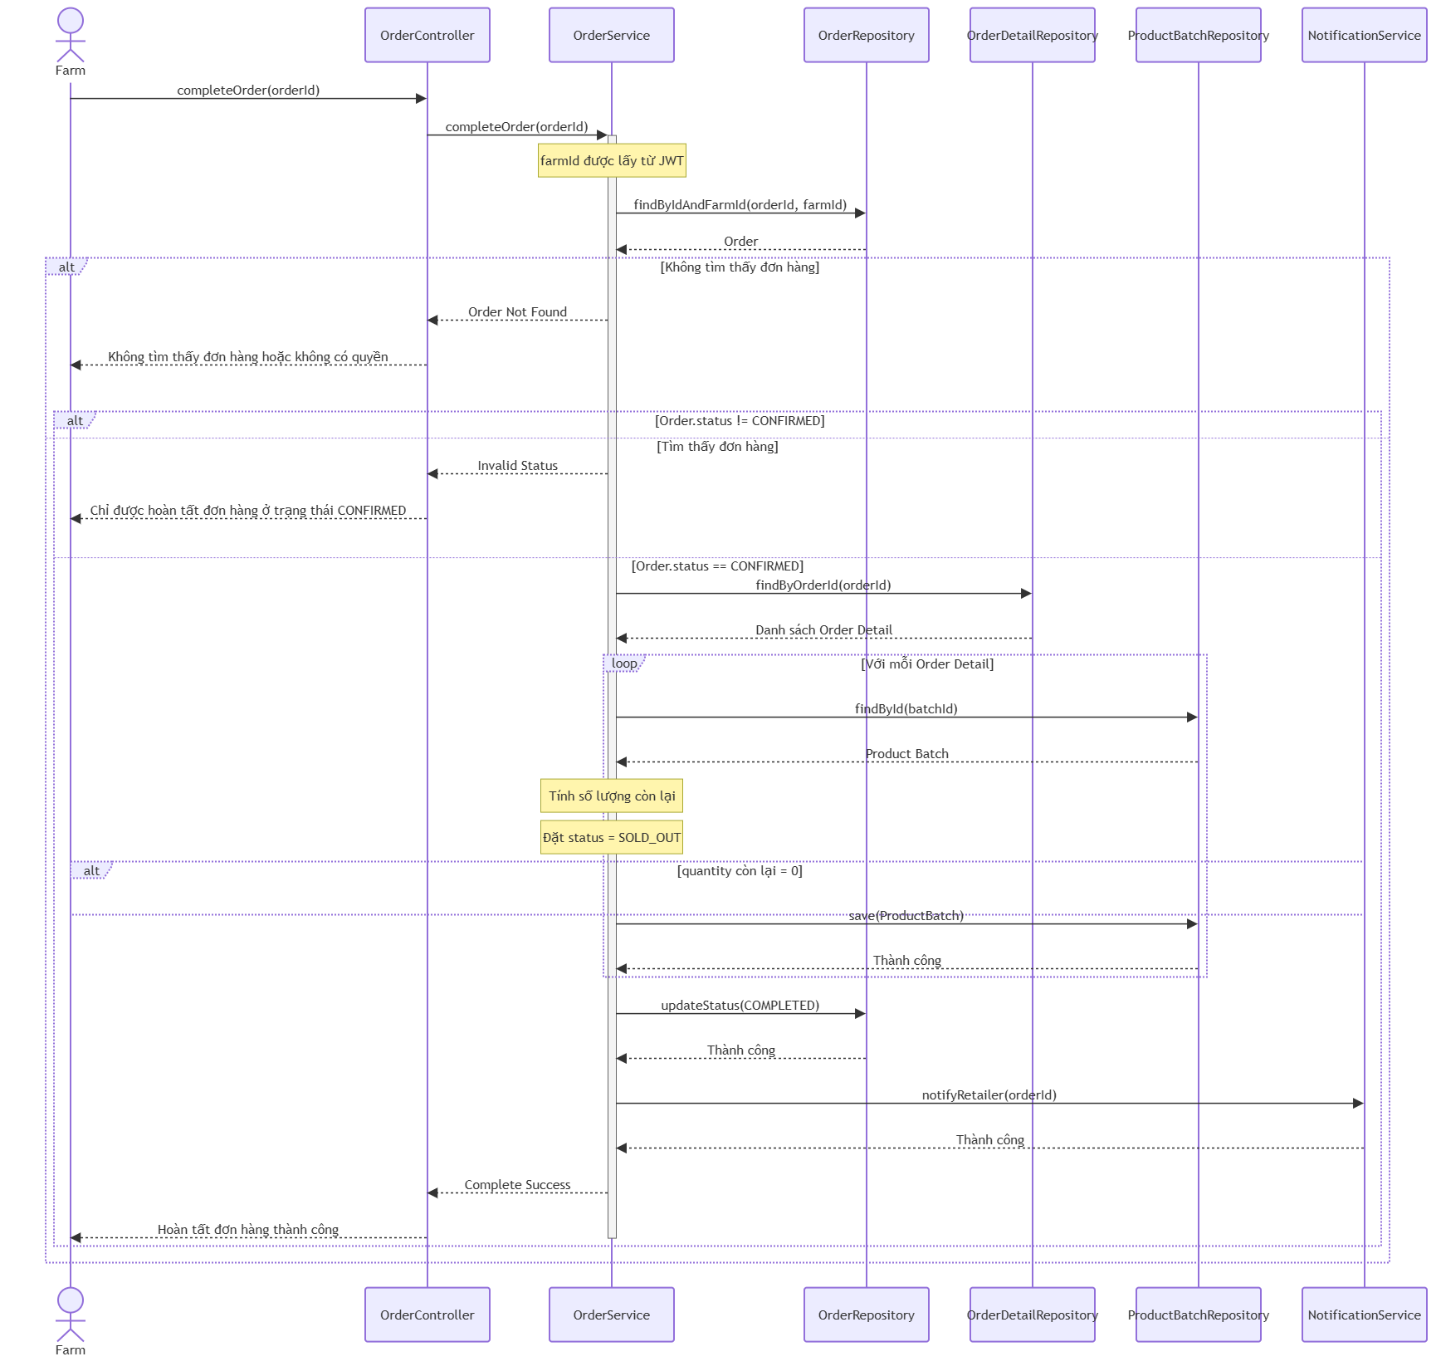 OrderController
OrderService
OrderRepository
OrderDetailRepository
ProductBatchRepository
NotificationService
Farm
completeOrder(orderId)
completeOrder(orderId)
farmId được lấy từ JWT
findByIdAndFarmId(orderId, farmId)
Order
alt
[Không tìm thấy đơn hàng]
Order Not Found
Không tìm thấy đơn hàng hoặc không có quyền
alt
[Order.status != CONFIRMED]
[Tìm thấy đơn hàng]
Invalid Status
Chỉ được hoàn tất đơn hàng ở trạng thái CONFIRMED
[Order.status == CONFIRMED]
findByOrderId(orderId)
Danh sách Order Detail
loop
[Với mỗi Order Detail]
findById(batchId)
Product Batch
Tính số lượng còn lại
Đặt status = SOLD_OUT
alt
[quantity còn lại = 0]
save(ProductBatch)
Thành công
updateStatus(COMPLETED)
Thành công
notifyRetailer(orderId)
Thành công
Complete Success
Hoàn tất đơn hàng thành công
OrderController
OrderService
OrderRepository
OrderDetailRepository
ProductBatchRepository
NotificationService
Farm